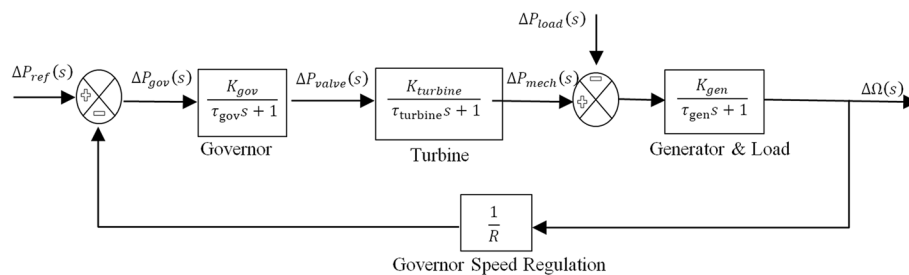 ΔP_load(s)
ΔP_ref(s)
ΔP_gov(s)
K_gov
τ_gov s + 1
Governor
ΔP_valve(s)
K_turbine
τ_turbine s + 1
Turbine
ΔP_mech(s)
K_gen
τ_gen s + 1
Generator & Load
ΔΩ(s)
1
R
Governor Speed Regulation